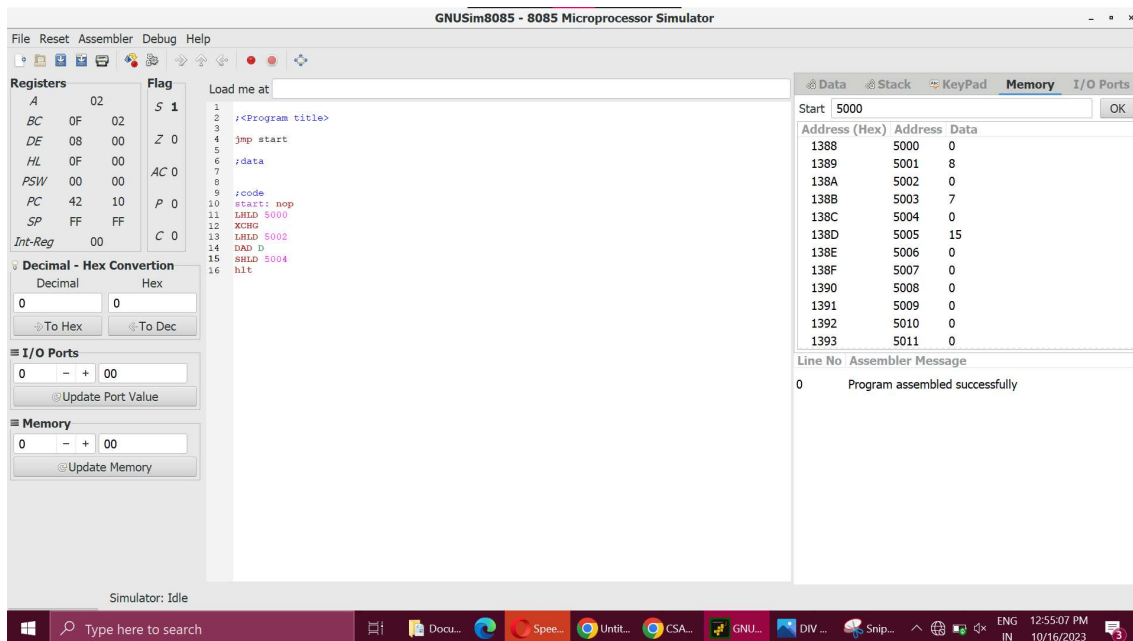 GNUSim8085 - 8085 Microprocessor Simulator
File Reset Assembler Debug Help
Registers
A 02
BC 0F 02
DE 08 00
HL 0F 00
PSW 00 00
PC 42 10
SP FF FF
Int-Reg 00
Flag
S 1
Z 0
AC 0
P 0
C 0
Decimal - Hex Convertion
Decimal Hex
0 0
To Hex To Dec
I/O Ports
0 - + 00
Update Port Value
Memory
0 - + 00
Update Memory
Load me at
1
2 ;<Program title>
3
4 jmp start
5
6 ;data
7
8
9 ;code
10 start: nop
11 LHLD 5000
12 XCHG
13 LHLD 5002
14 DAD D
15 SHLD 5004
16 hlt
Data Stack KeyPad Memory I/O Ports
Start 5000 OK
Address (Hex) Address Data
1388 5000 0
1389 5001 8
138A 5002 0
138B 5003 7
138C 5004 0
138D 5005 15
138E 5006 0
138F 5007 0
1390 5008 0
1391 5009 0
1392 5010 0
1393 5011 0
Line No Assembler Message
0 Program assembled successfully
Simulator: Idle
Type here to search
Docu... Spee... Untit... CSA... GNU... DIV ... Snip...
ENG
IN
12:55:07 PM
10/16/2023
3